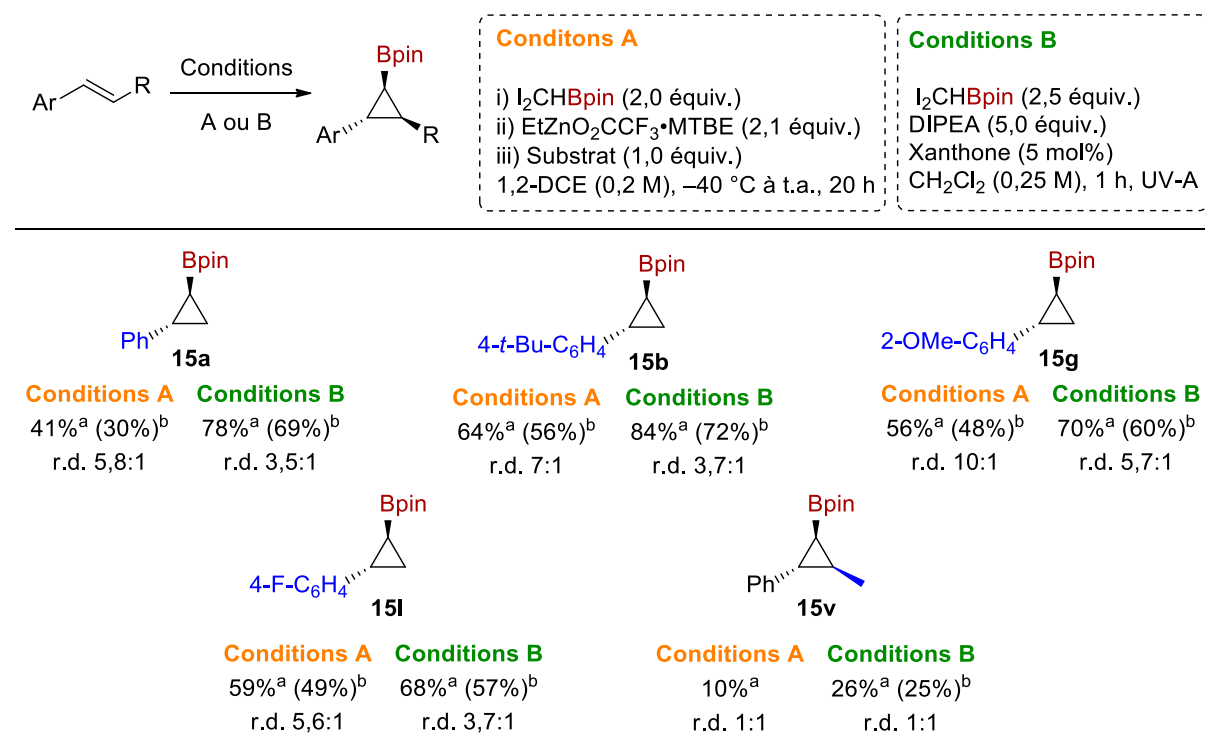 Ar
R
Conditions
A ou B
Bpin
Ar
R
Conditons A
i) I₂CHBpin (2,0 équiv.)
ii) EtZnO₂CCF₃•MTBE (2,1 équiv.)
iii) Substrat (1,0 équiv.)
1,2-DCE (0,2 M), –40 °C à t.a., 20 h
Conditions B
I₂CHBpin (2,5 équiv.)
DIPEA (5,0 équiv.)
Xanthone (5 mol%)
CH₂Cl₂ (0,25 M), 1 h, UV-A
Bpin
Ph
15a
Conditions A Conditions B
41%ᵃ (30%)ᵇ 78%ᵃ (69%)ᵇ
r.d. 5,8:1 r.d. 3,5:1
Bpin
4-t-Bu-C₆H₄
15b
Conditions A Conditions B
64%ᵃ (56%)ᵇ 84%ᵃ (72%)ᵇ
r.d. 7:1 r.d. 3,7:1
Bpin
2-OMe-C₆H₄
15g
Conditions A Conditions B
56%ᵃ (48%)ᵇ 70%ᵃ (60%)ᵇ
r.d. 10:1 r.d. 5,7:1
Bpin
4-F-C₆H₄
15l
Conditions A Conditions B
59%ᵃ (49%)ᵇ 68%ᵃ (57%)ᵇ
r.d. 5,6:1 r.d. 3,7:1
Bpin
Ph
15v
Conditions A Conditions B
10%ᵃ 26%ᵃ (25%)ᵇ
r.d. 1:1 r.d. 1:1